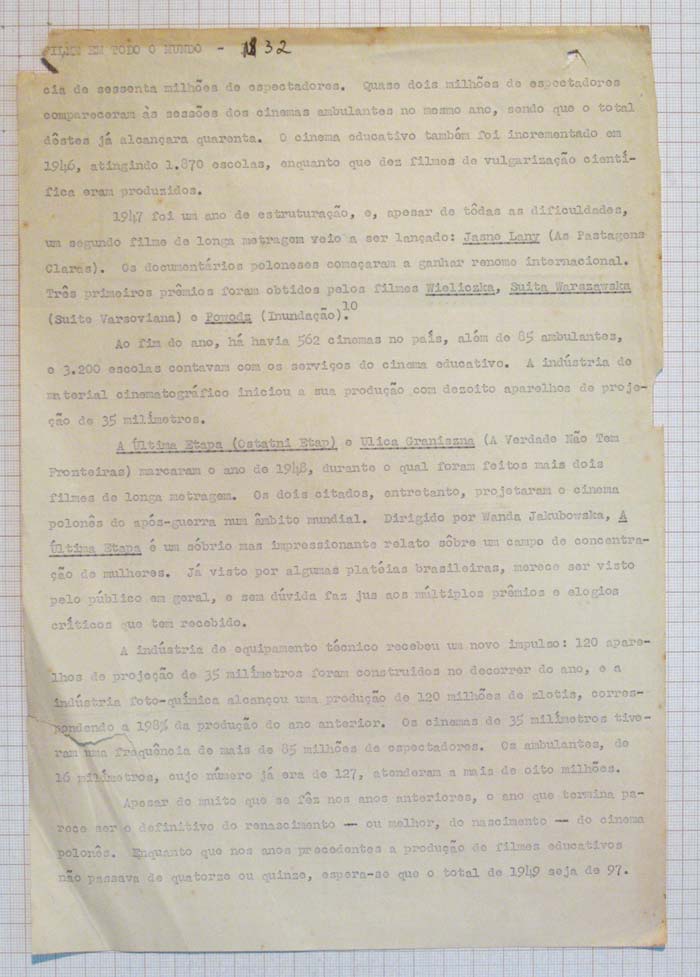 FILME EM TODO O MUNDO - 32
cia de sessenta milhões de espectadores. Quase dois milhões de espectadores
compareceram às sessões dos cinemas ambulantes no mesmo ano, sendo que o total
dêstes já alcançara quarenta. O cinema educativo também foi incrementado em
1946, atingindo 1.870 escolas, enquanto que dez filmes de vulgarização cientí-
fica eram produzidos.
1947 foi um ano de estruturação, e, apesar de tôdas as dificuldades,
um segundo filme de longa metragem veio a ser lançado: Jasne Lany (As Pastagens
Claras). Os documentários poloneses começaram a ganhar renome internacional.
Três primeiros prêmios foram obtidos pelos filmes Wieliczka, Suita Warszawska
(Suite Varsoviana) e Powodz (Inundação).10
Ao fim do ano, há havia 562 cinemas no país, além de 85 ambulantes,
e 3.200 escolas contavam com os serviços do cinema educativo. A indústria de
material cinematográfico iniciou a sua produção com dezoito aparelhos de proje-
ção de 35 milímetros.
A Última Etapa (Ostatni Etap) e Ulica Graniszna (A Verdade Não Tem
Fronteiras) marcaram o ano de 1948, durante o qual foram feitos mais dois
filmes de longa metragem. Os dois citados, entretanto, projetaram o cinema
polonês do após-guerra num âmbito mundial. Dirigido por Wanda Jakubowska, A
Última Etapa é um sóbrio mas impressionante relato sôbre um campo de concentra-
ção de mulheres. Já visto por algumas platéias brasileiras, merece ser visto
pelo público em geral, e sem dúvida faz jus aos múltiplos prêmios e elogios
críticos que tem recebido.
A indústria de equipamento técnico recebeu um novo impulso: 120 apare-
lhos de projeção de 35 milímetros foram construidos no decorrer do ano, e a
indústria foto-química alcançou uma produção de 120 milhões de zlotis, corres-
pondendo a 198% da produção do ano anterior. Os cinemas de 35 milímetros tive-
ram uma frequência de mais de 85 milhões de espectadores. Os ambulantes, de
16 milímetros, cujo número já era de 127, atenderam a mais de oito milhões.
Apesar do muito que se fêz nos anos anteriores, o ano que termina pa-
rece ser o definitivo do renascimento — ou melhor, do nascimento — do cinema
polonês. Enquanto que nos anos precedentes a produção de filmes educativos
não passava de quatorze ou quinze, espera-se que o total de 1949 seja de 97.